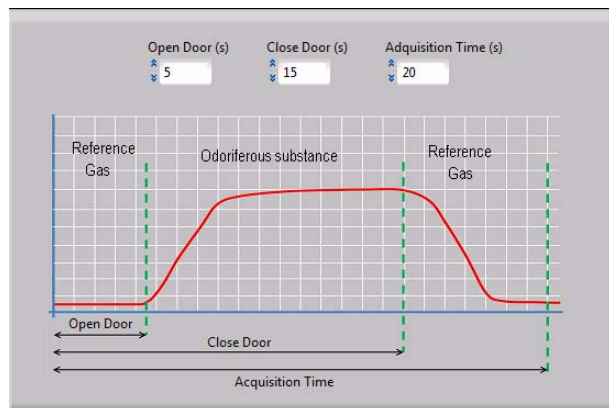 Open Door (s) Close Door (s) Adquisition Time (s)
5 15 20
Reference Odoriferous substance Reference
Gas Gas
Open Door
Close Door
Acquisition Time